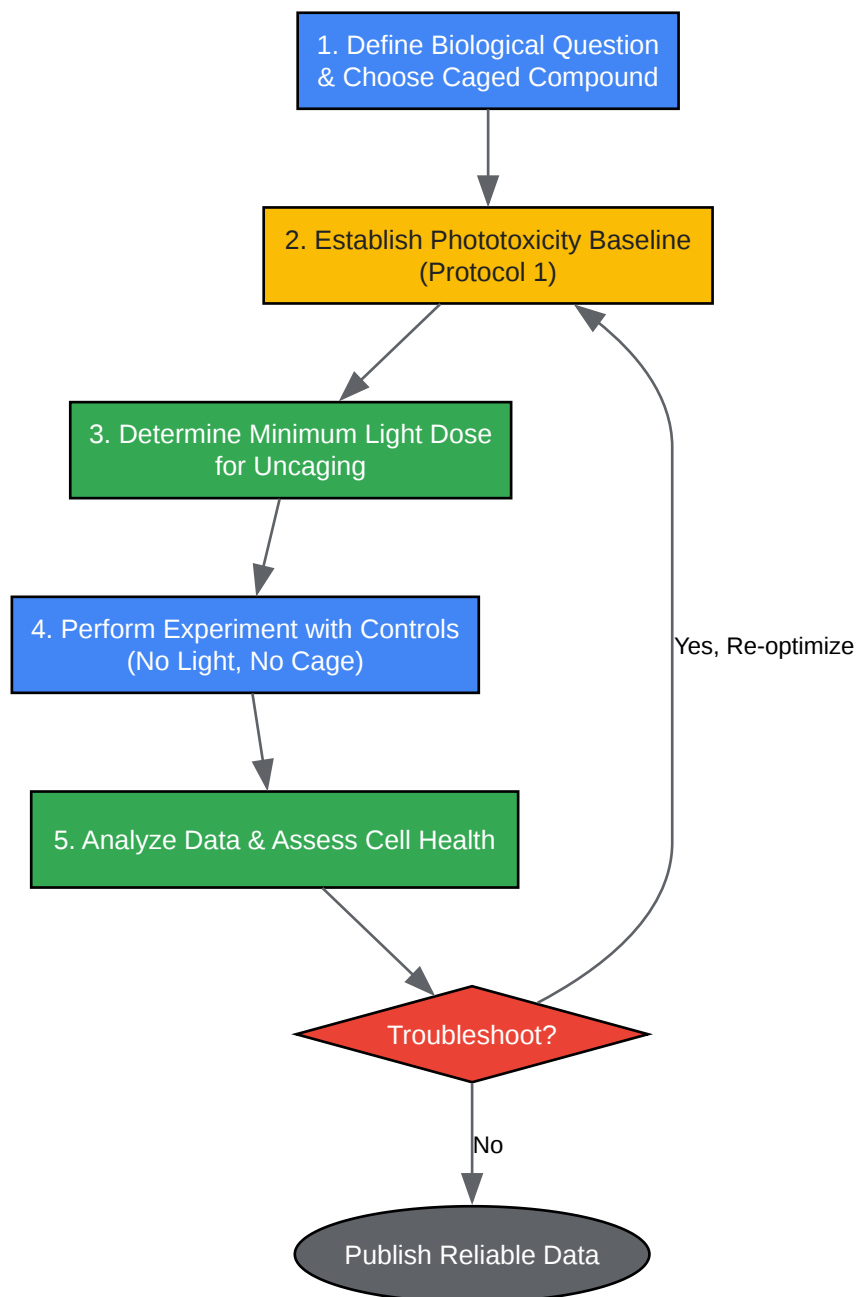 1. Define Biological Question
& Choose Caged Compound
2. Establish Phototoxicity Baseline
(Protocol 1)
3. Determine Minimum Light Dose
for Uncaging
4. Perform Experiment with Controls
(No Light, No Cage)
Yes, Re-optimize
5. Analyze Data & Assess Cell Health
Troubleshoot?
No
Publish Reliable Data